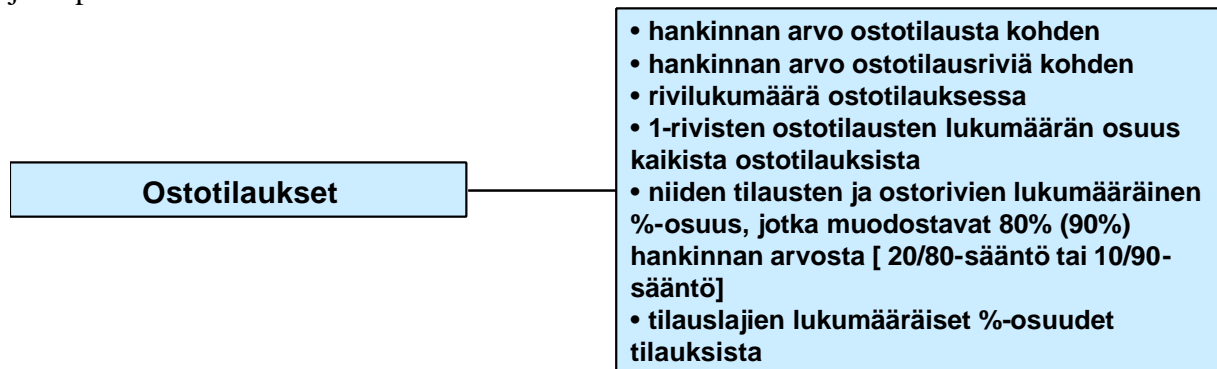 • hankinnan arvo ostotilausta kohden
• hankinnan arvo ostotilausriviä kohden
• rivilukumäärä ostotilauksessa
• 1-rivisten ostotilausten lukumäärän osuus
kaikista ostotilauksista
Ostotilaukset
• niiden tilausten ja ostorivien lukumääräinen
%-osuus, jotka muodostavat 80% (90%)
hankinnan arvosta [ 20/80-sääntö tai 10/90-
sääntö]
• tilauslajien lukumääräiset %-osuudet
tilauksista